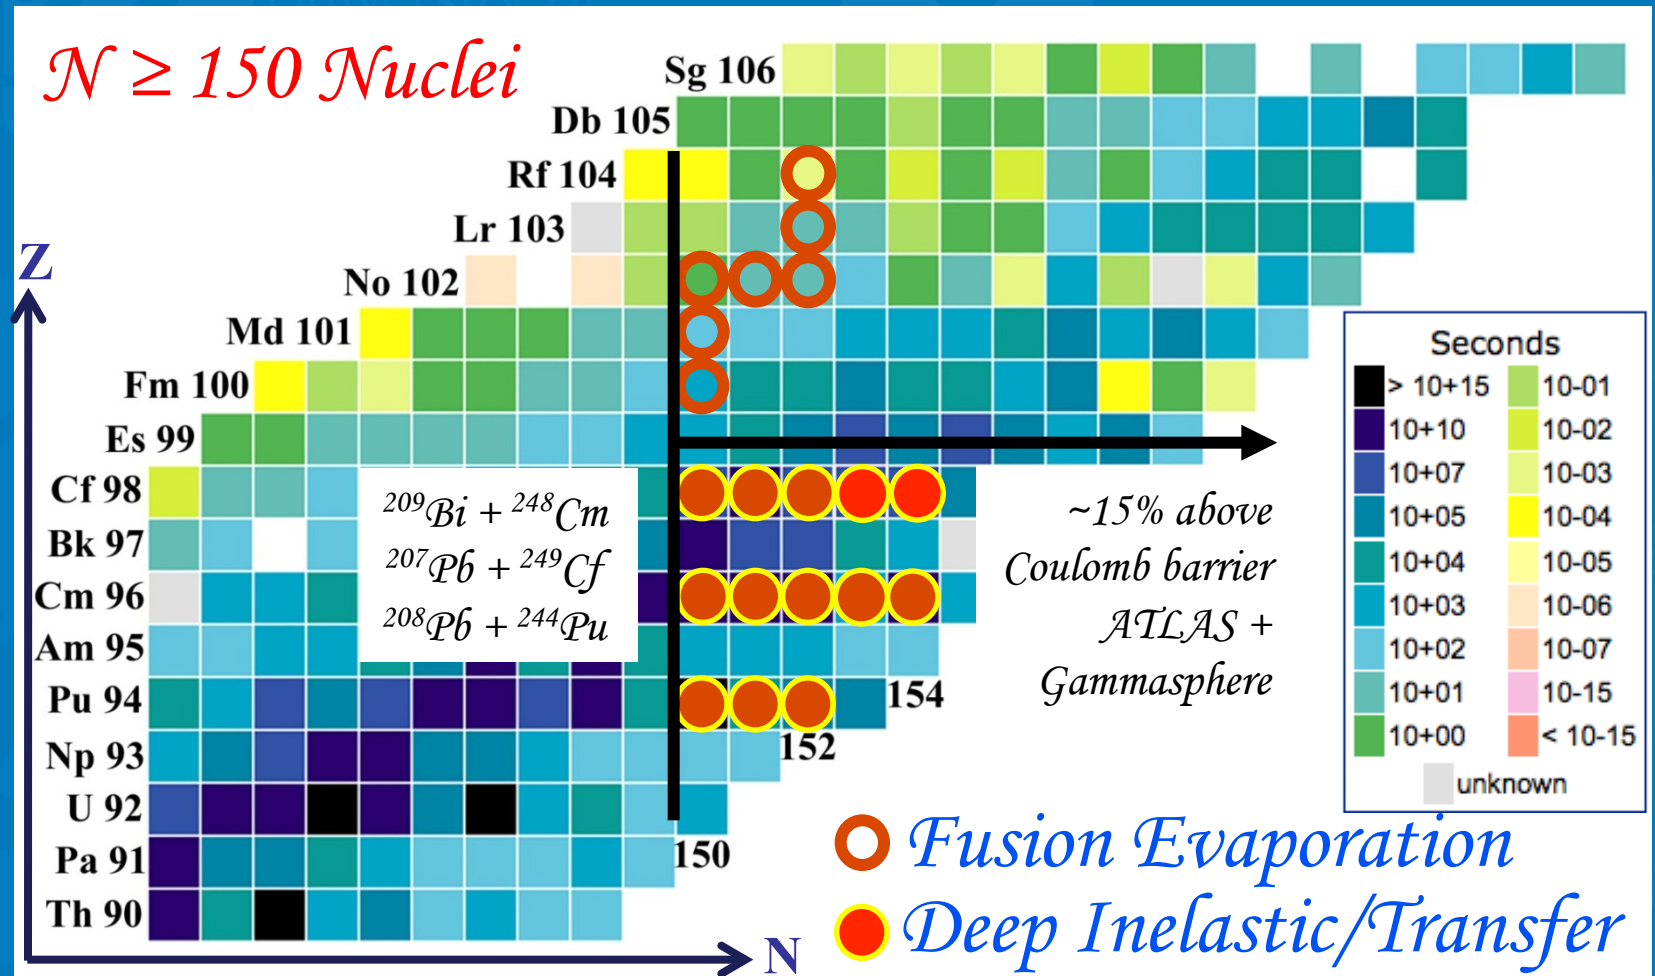 N ≥ 150 Nuclei
Sg 106
Db 105
Rf 104
Lr 103
Z
No 102
Md 101
Fm 100
Es 99
Cf 98
Bk 97
Cm 96
Am 95
Pu 94
Np 93
U 92
Pa 91
Th 90
²⁰⁹Bi + ²⁴⁸Cm
²⁰⁷Pb + ²⁴⁹Cf
²⁰⁸Pb + ²⁴⁴Pu
~15% above
Coulomb barrier
ATLAS +
Gammasphere
154
152
150
N
Seconds
> 10+15 10-01
10+10 10-02
10+07 10-03
10+05 10-04
10+04 10-05
10+03 10-06
10+02 10-07
10+01 10-15
10+00 < 10-15
unknown
Fusion Evaporation
Deep Inelastic/Transfer